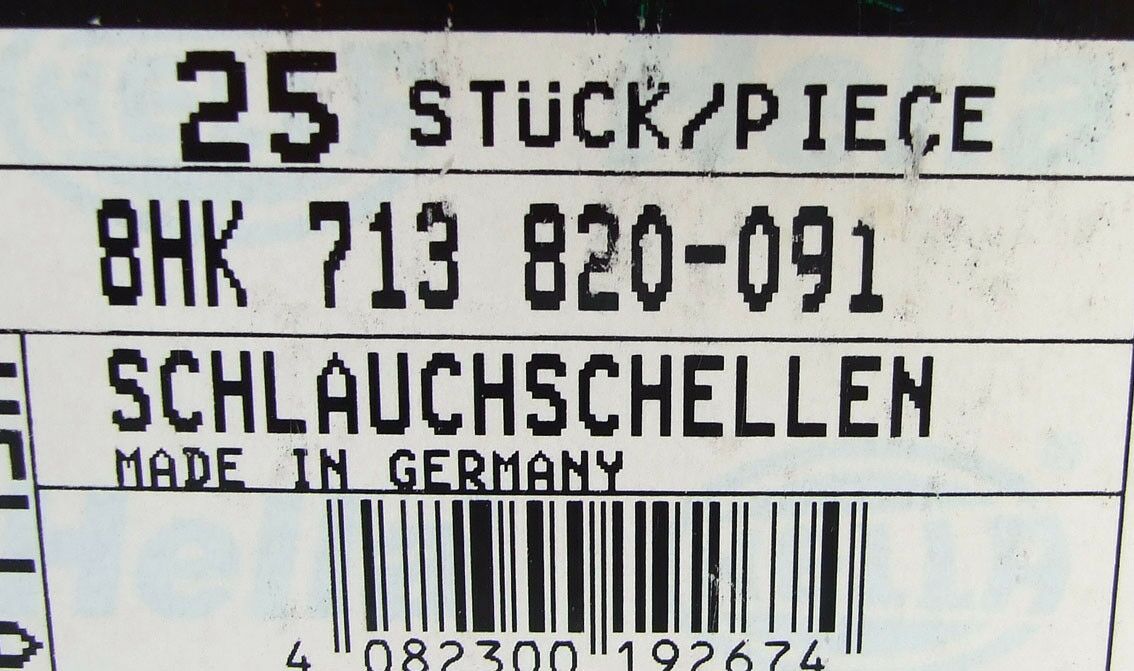 25 STÜCK/PIECE
8HK 713 820-091
SCHLAUCHSCHELLEN
MADE IN GERMANY
4 082300 192674